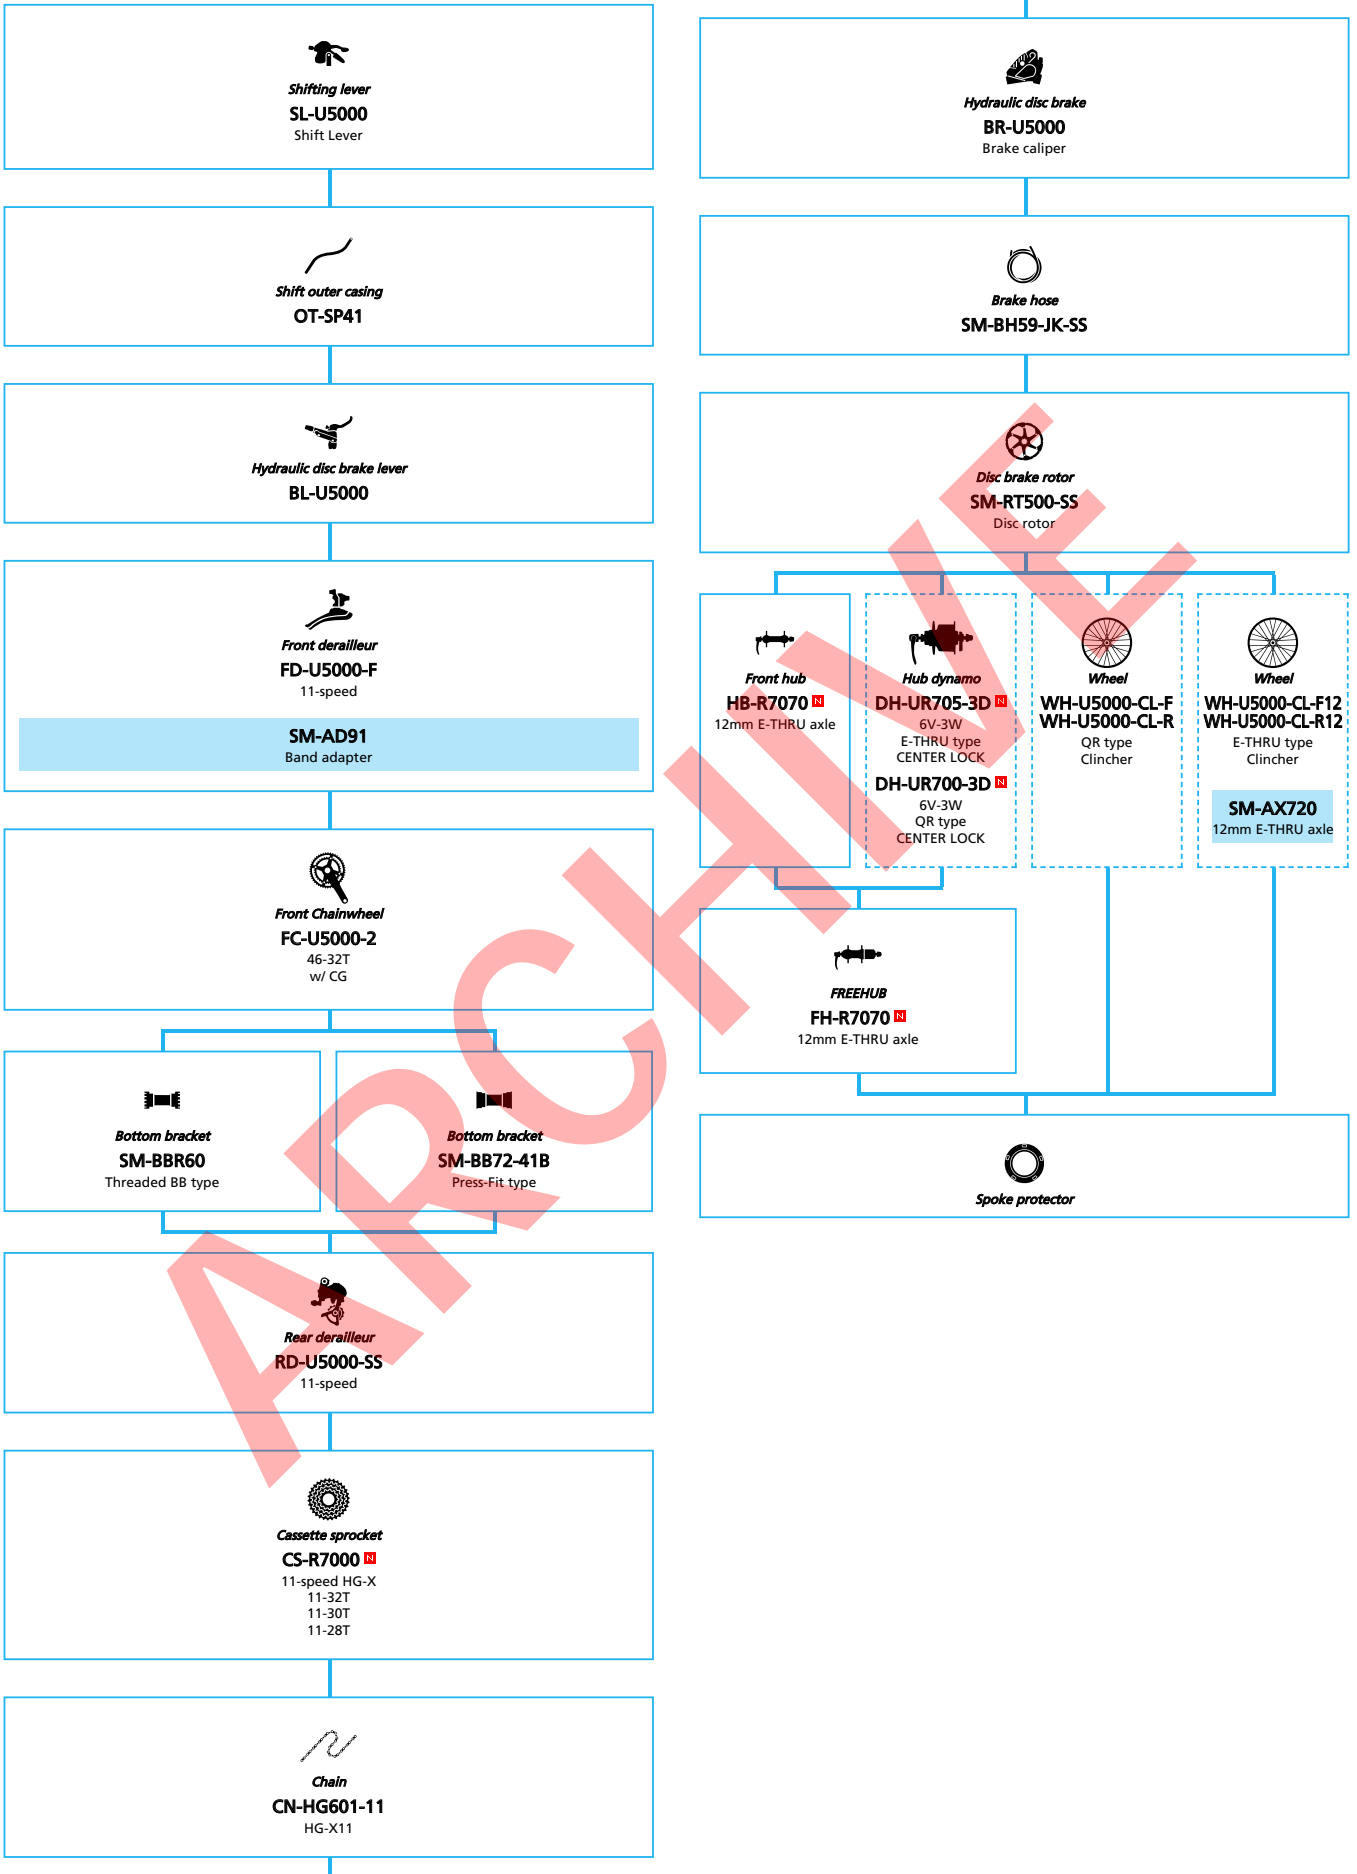 Shifting lever
SL-U5000
Shift Lever
Shift outer casing
OT-SP41
Hydraulic disc brake lever
BL-U5000
Front derailleur
FD-U5000-F
11-speed
SM-AD91
Band adapter
Front Chainwheel
FC-U5000-2
46-32T
w/ CG
Bottom bracket
SM-BBR60
Threaded BB type
Bottom bracket
SM-BB72-41B
Press-Fit type
Rear derailleur
RD-U5000-SS
11-speed
Cassette sprocket
CS-R7000 N
11-speed HG-X
11-32T
11-30T
11-28T
Chain
CN-HG601-11
HG-X11
Hydraulic disc brake
BR-U5000
Brake caliper
Brake hose
SM-BH59-JK-SS
Disc brake rotor
SM-RT500-SS
Disc rotor
Front hub
HB-R7070 N
12mm E-THRU axle
Hub dynamo
DH-UR705-3D N
6V-3W
E-THRU type
CENTER LOCK
DH-UR700-3D N
6V-3W
QR type
CENTER LOCK
Wheel
WH-U5000-CL-F
WH-U5000-CL-R
QR type
Clincher
Wheel
WH-U5000-CL-F12
WH-U5000-CL-R12
E-THRU type
Clincher
SM-AX720
12mm E-THRU axle
FREEHUB
FH-R7070 N
12mm E-THRU axle
Spoke protector
ARCHIVE